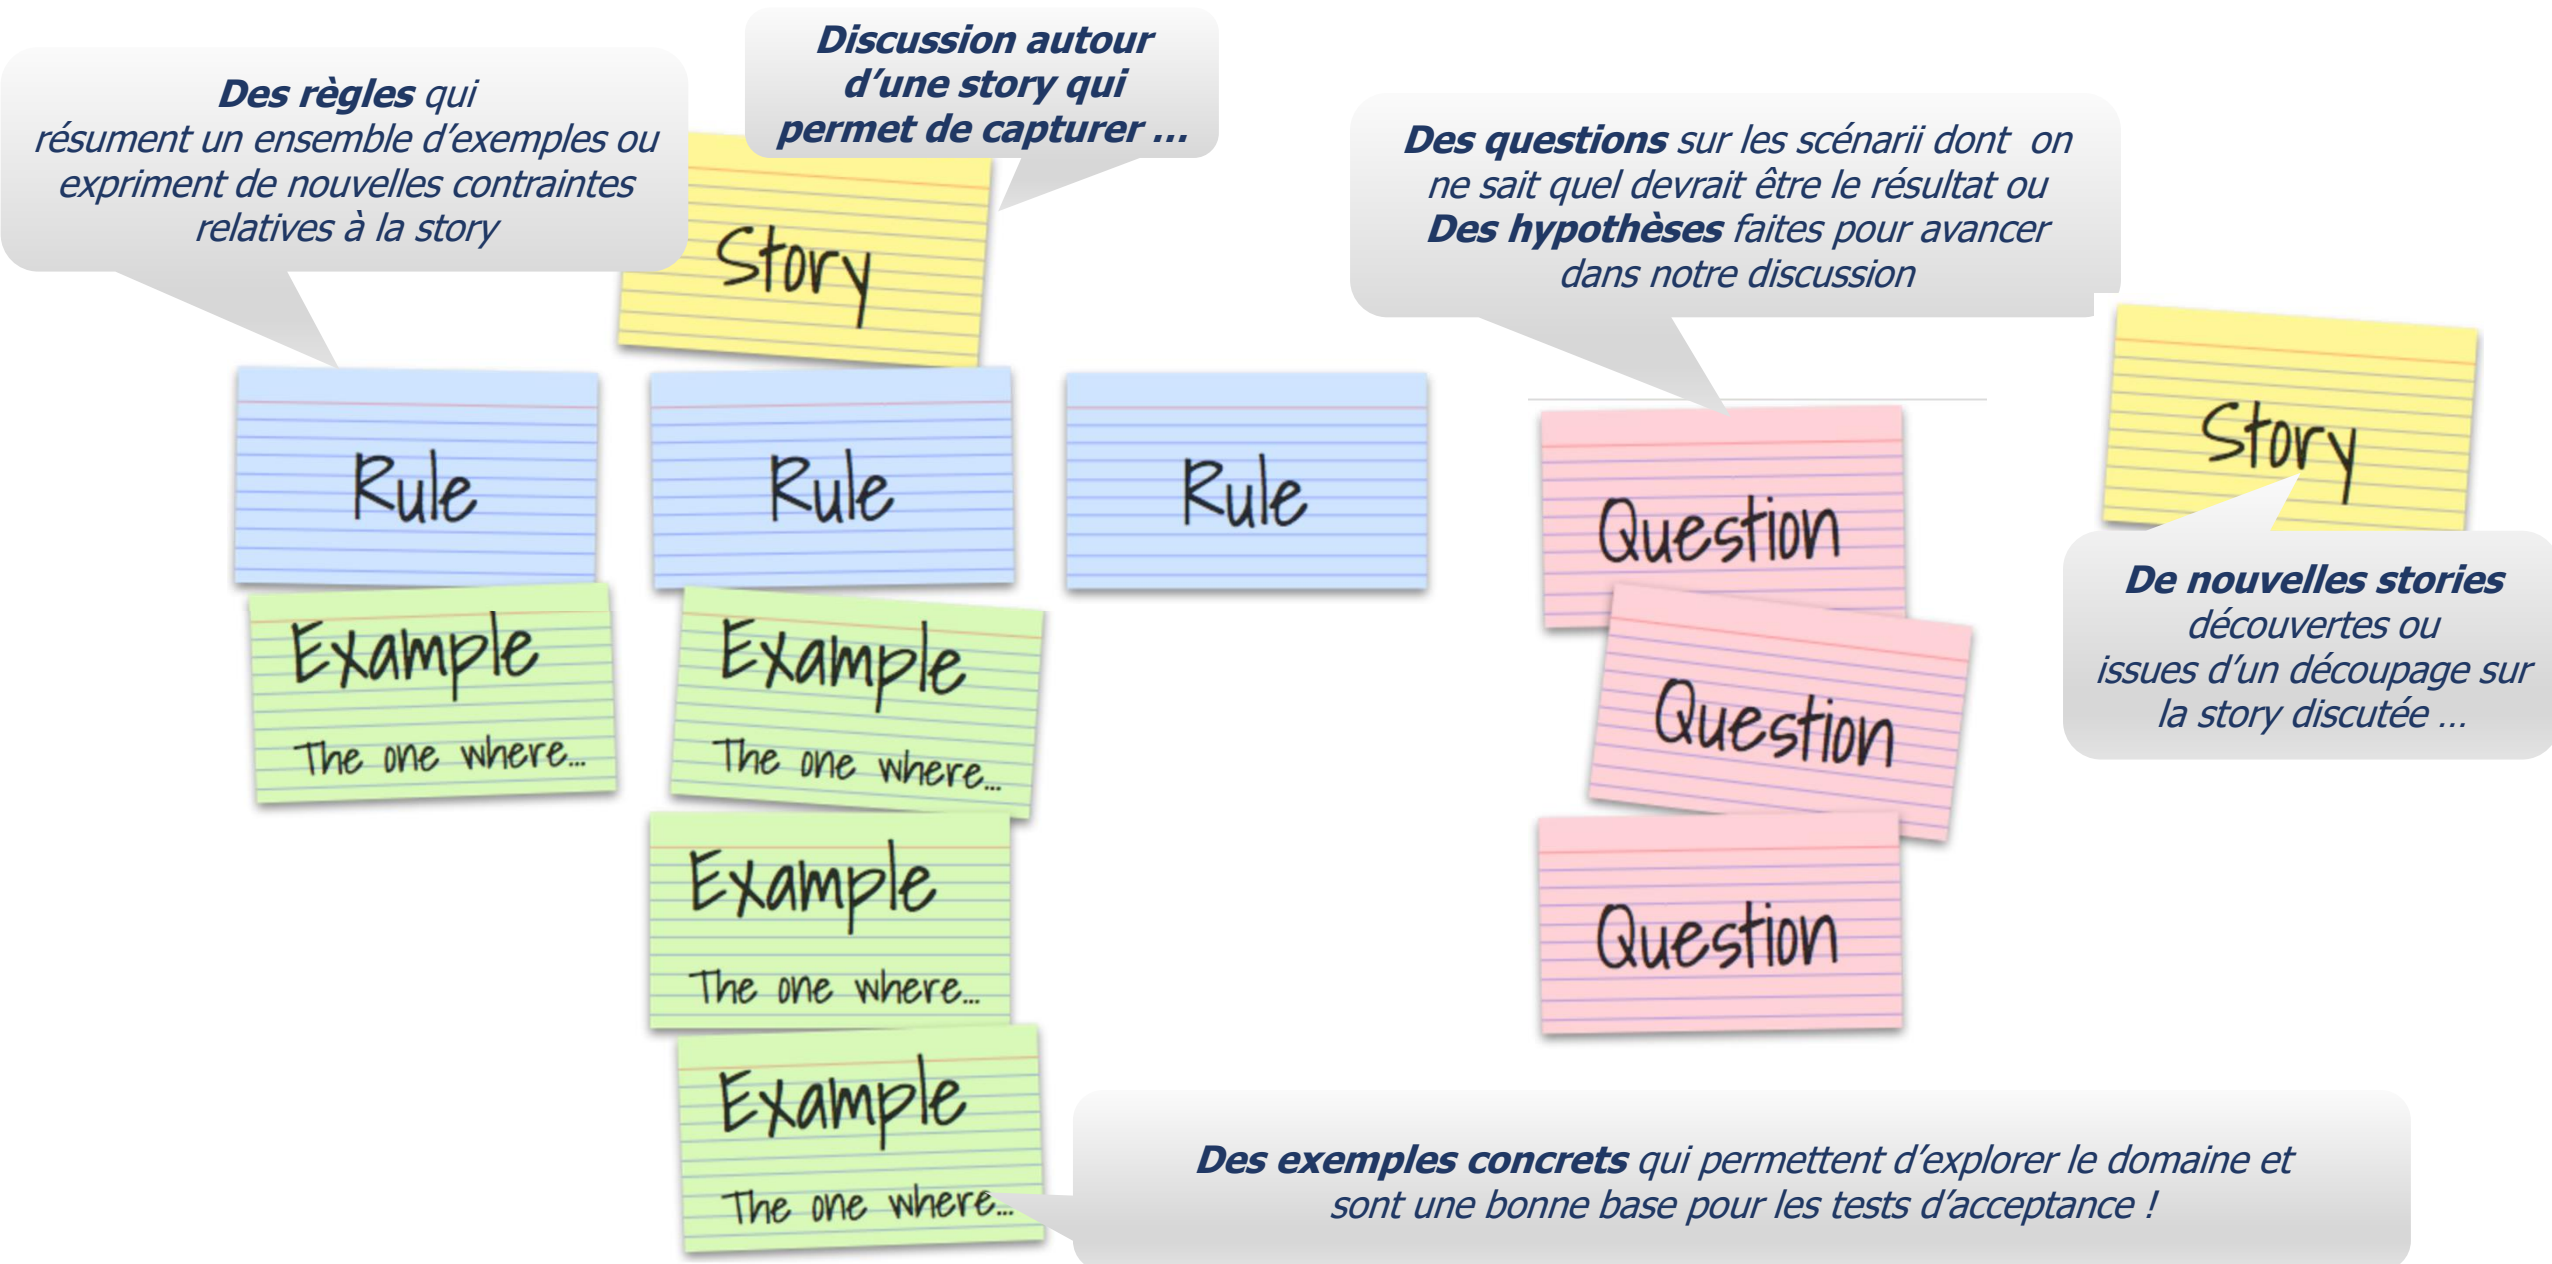 Discussion autour
d’une story qui
permet de capturer ...
Des règles qui
résument un ensemble d’exemples ou
expriment de nouvelles contraintes
relatives à la story
Des questions sur les scénarii dont  on
ne sait quel devrait être le résultat ou
Des hypothèses faites pour avancer
dans notre discussion
Story
Story
Rule
Rule
Rule
Question
Question
Question
De nouvelles stories
découvertes ou
issues d’un découpage sur
la story discutée ...
Example
The one where...
Example
The one where...
Example
The one where...
Example
The one where...
Des exemples concrets qui permettent d’explorer le domaine et
sont une bonne base pour les tests d’acceptance !